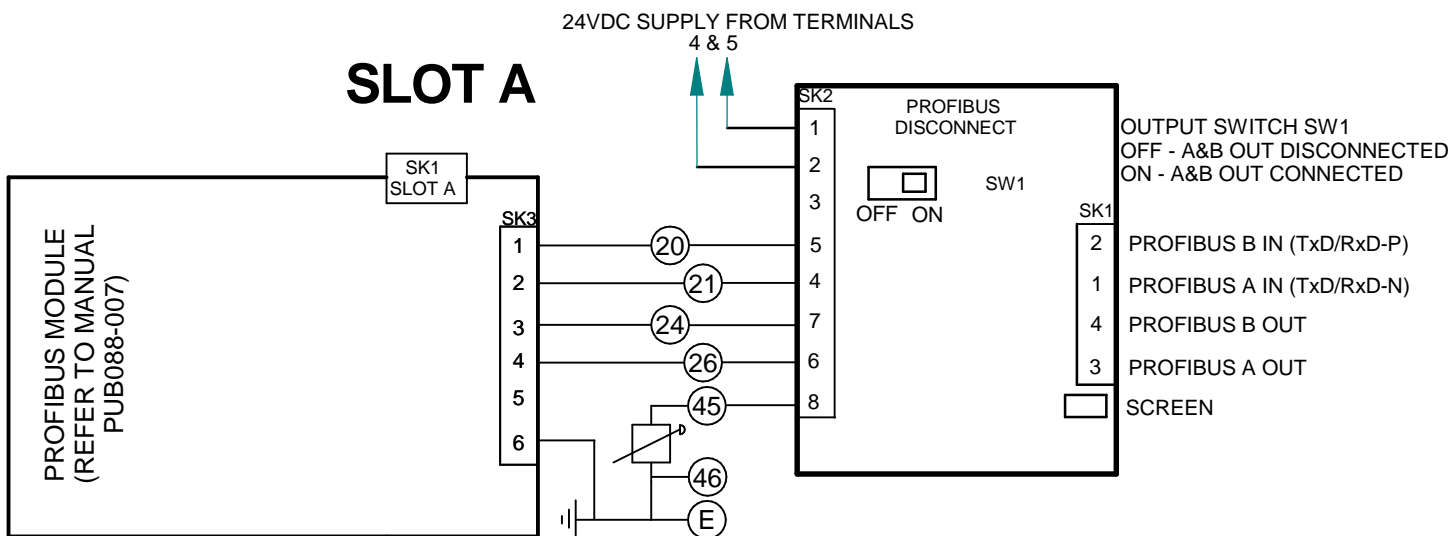 24VDC SUPPLY FROM TERMINALS
4 & 5
SLOT A
SK1
SLOT A
PROFIBUS MODULE
(REFER TO MANUAL
PUB088-007)
SK3
1
2
3
4
5
6
20
21
24
26
45
46
E
SK2
1
2
3
5
4
7
6
8
PROFIBUS
DISCONNECT
SW1
OFF ON
SK1
2
1
4
3
OUTPUT SWITCH SW1
OFF - A&B OUT DISCONNECTED
ON - A&B OUT CONNECTED
PROFIBUS B IN (TxD/RxD-P)
PROFIBUS A IN (TxD/RxD-N)
PROFIBUS B OUT
PROFIBUS A OUT
SCREEN